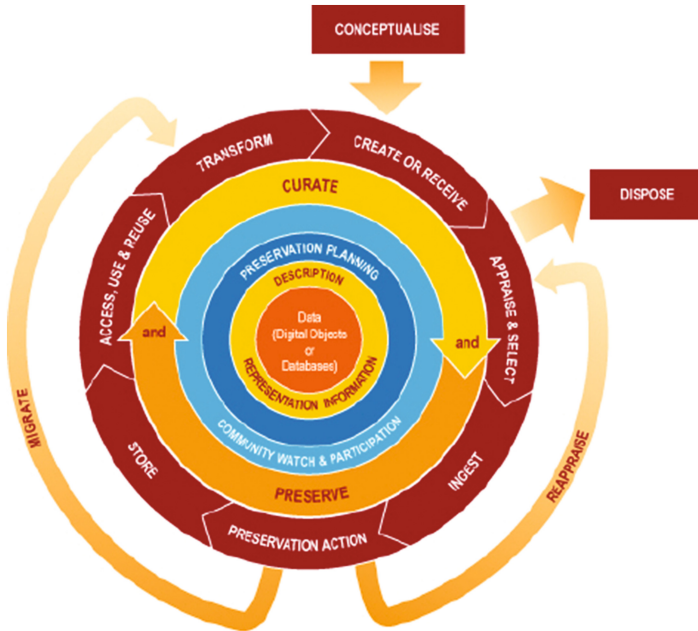 CONCEPTUALISE
TRANSFORM
CREATE OR RECEIVE
DISPOSE
CURATE
ACCESS, USE & REUSE
APPRAISE & SELECT
PRESERVATION PLANNING
DESCRIPTION
and
Data
(Digital Objects
or
Databases)
and
REPRESENTATION INFORMATION
COMMUNITY WATCH & PARTICIPATION
MIGRATE
STORE
INGEST
REAPPRAISE
PRESERVE
PRESERVATION ACTION